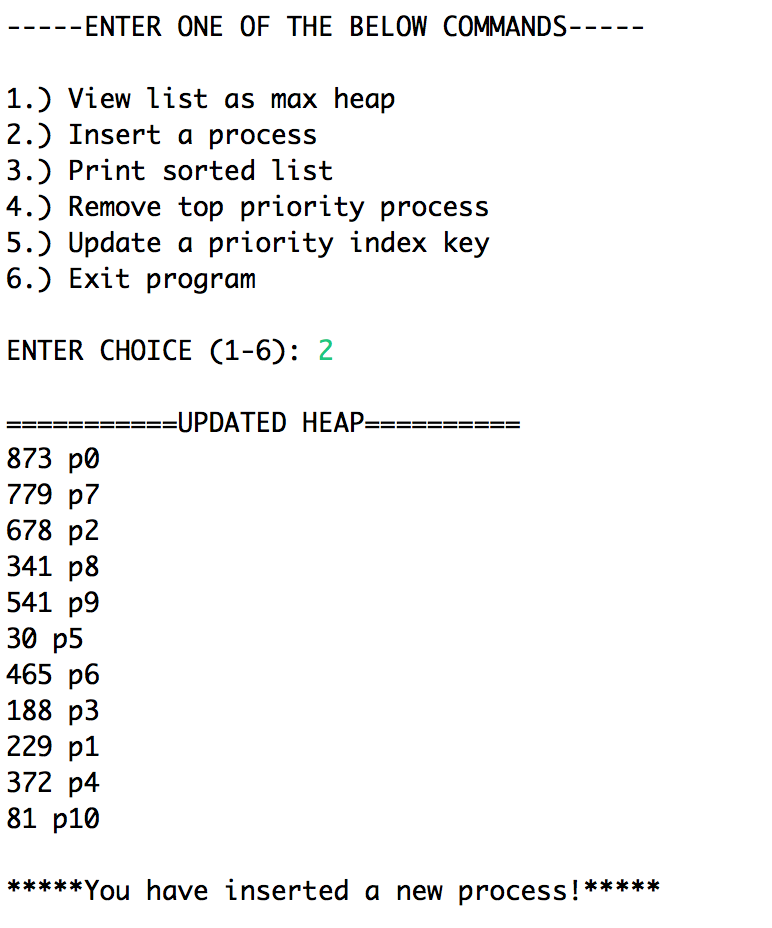 -----ENTER ONE OF THE BELOW COMMANDS-----
1.) View list as max heap
2.) Insert a process
3.) Print sorted list
4.) Remove top priority process
5.) Update a priority index key
6.) Exit program
ENTER CHOICE (1-6): 2
===========UPDATED HEAP==========
873 p0
779 p7
678 p2
341 p8
541 p9
30 p5
465 p6
188 p3
229 p1
372 p4
81 p10
*****You have inserted a new process!*****